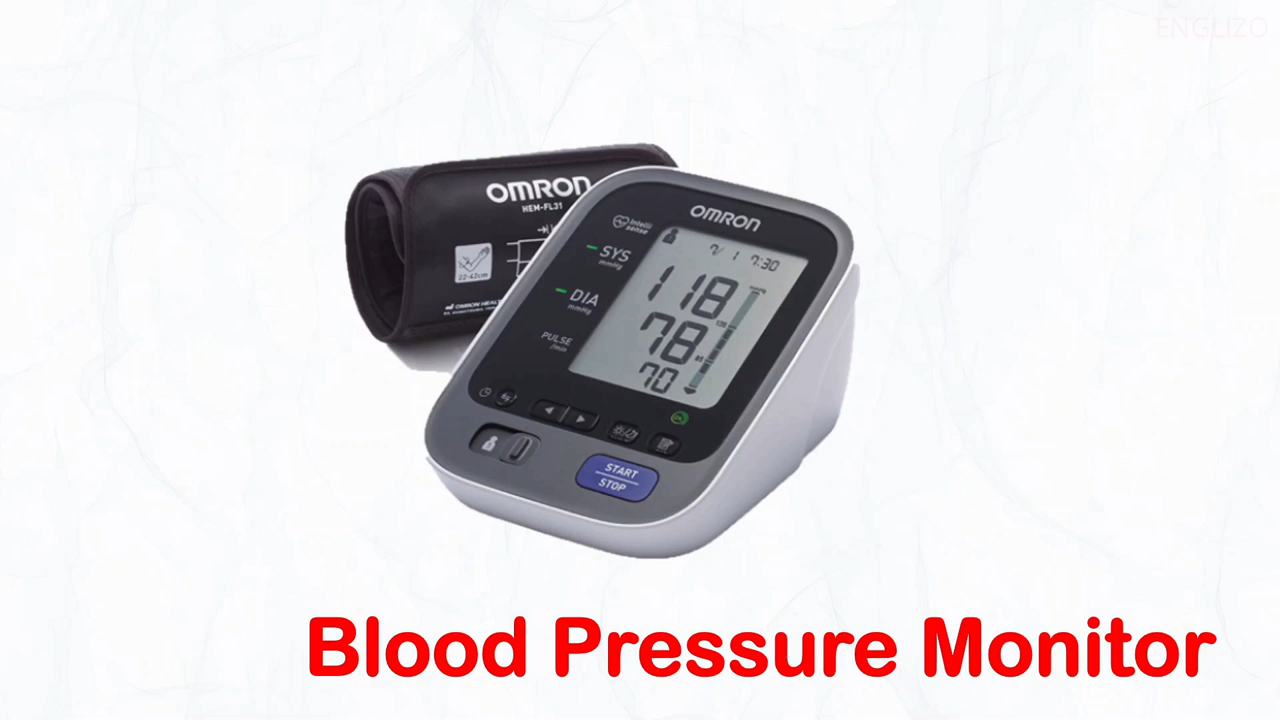 ENGLIZO
OMRON
HEM-FL31
22-42cm
OMRON
Intelli
sense
7/ 1 7:30
SYS
mmHg
118
DIA
mmHg
78
PULSE
/min
70
OK
START
STOP
Blood Pressure Monitor